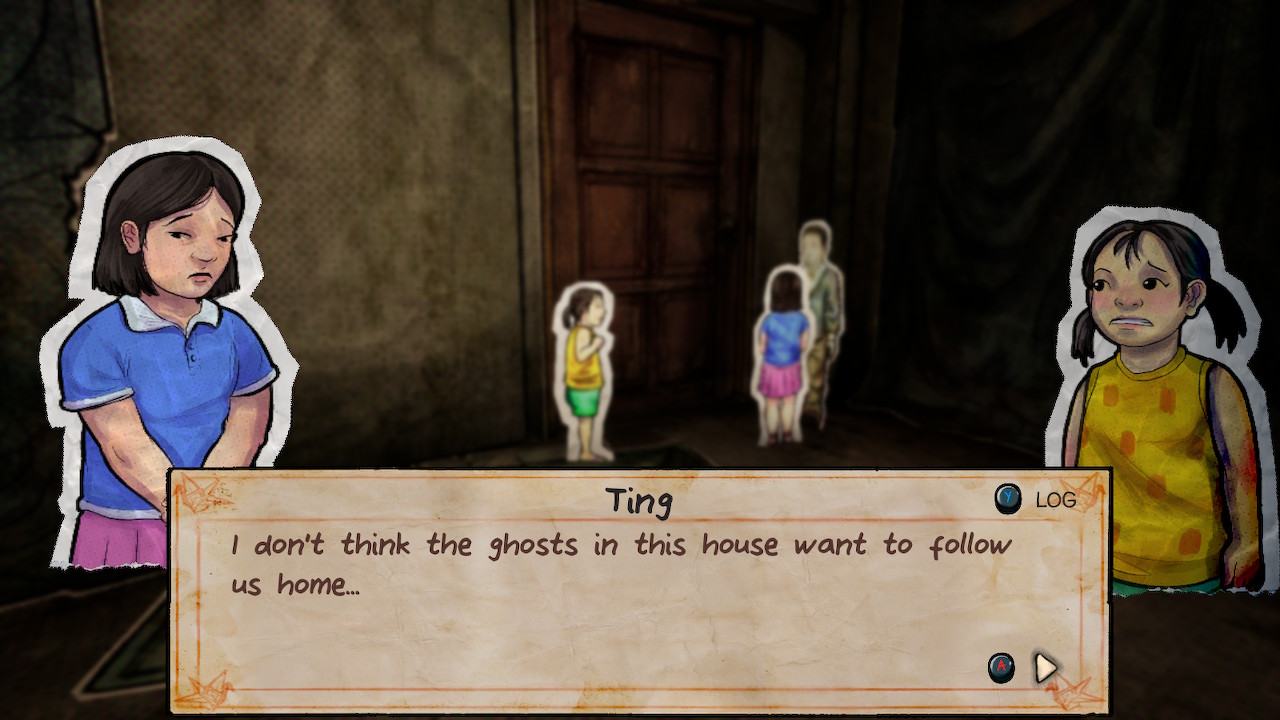 Ting
Y LOG
I don't think the ghosts in this house want to follow
us home...
A